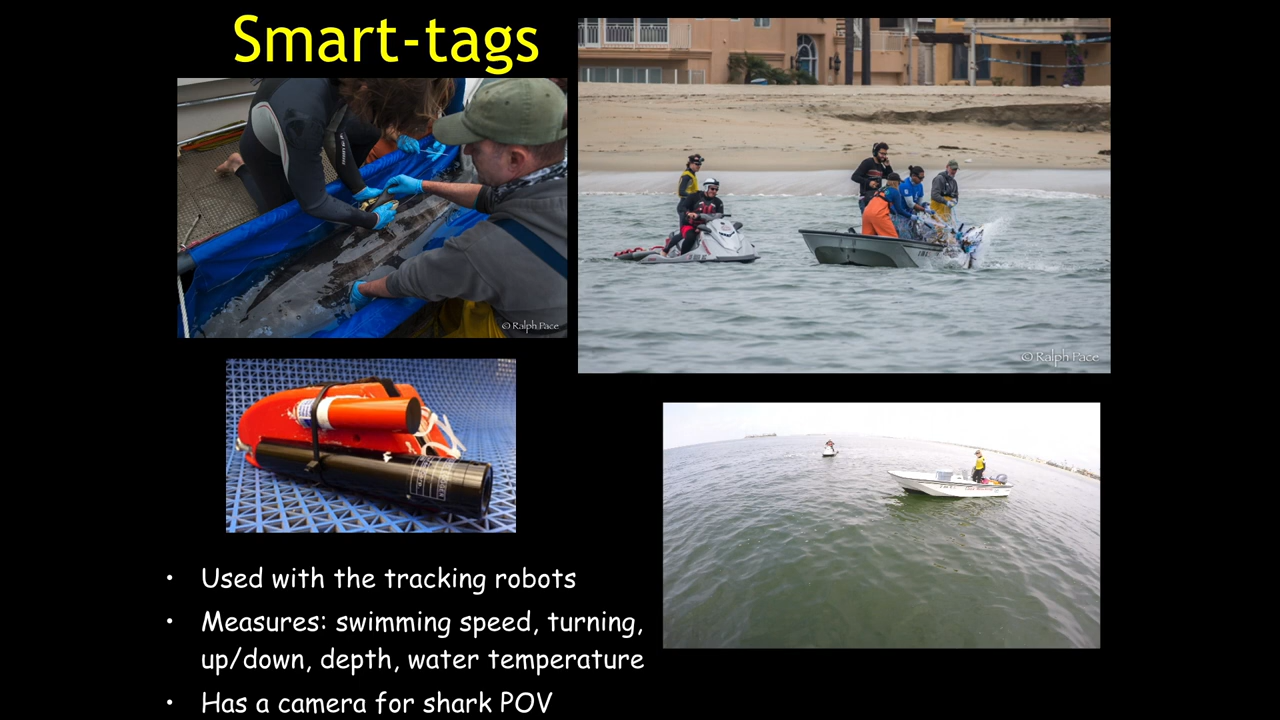 Smart-tags
© Ralph Pace
© Ralph Pace
• Used with the tracking robots
• Measures: swimming speed, turning,
up/down, depth, water temperature
• Has a camera for shark POV